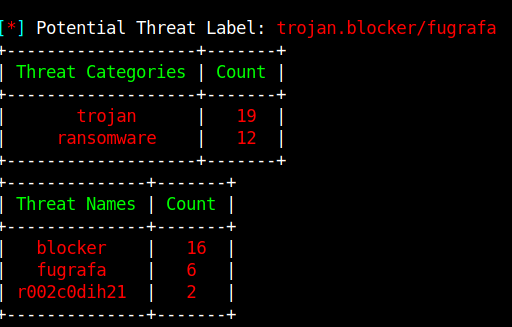 [*] Potential Threat Label: trojan.blocker/fugrafa
+-------------------+-------+
| Threat Categories | Count |
+-------------------+-------+
| trojan | 19 |
| ransomware | 12 |
+-------------------+-------+
+--------------+-------+
| Threat Names | Count |
+--------------+-------+
| blocker | 16 |
| fugrafa | 6 |
| r002c0dih21 | 2 |
+--------------+-------+